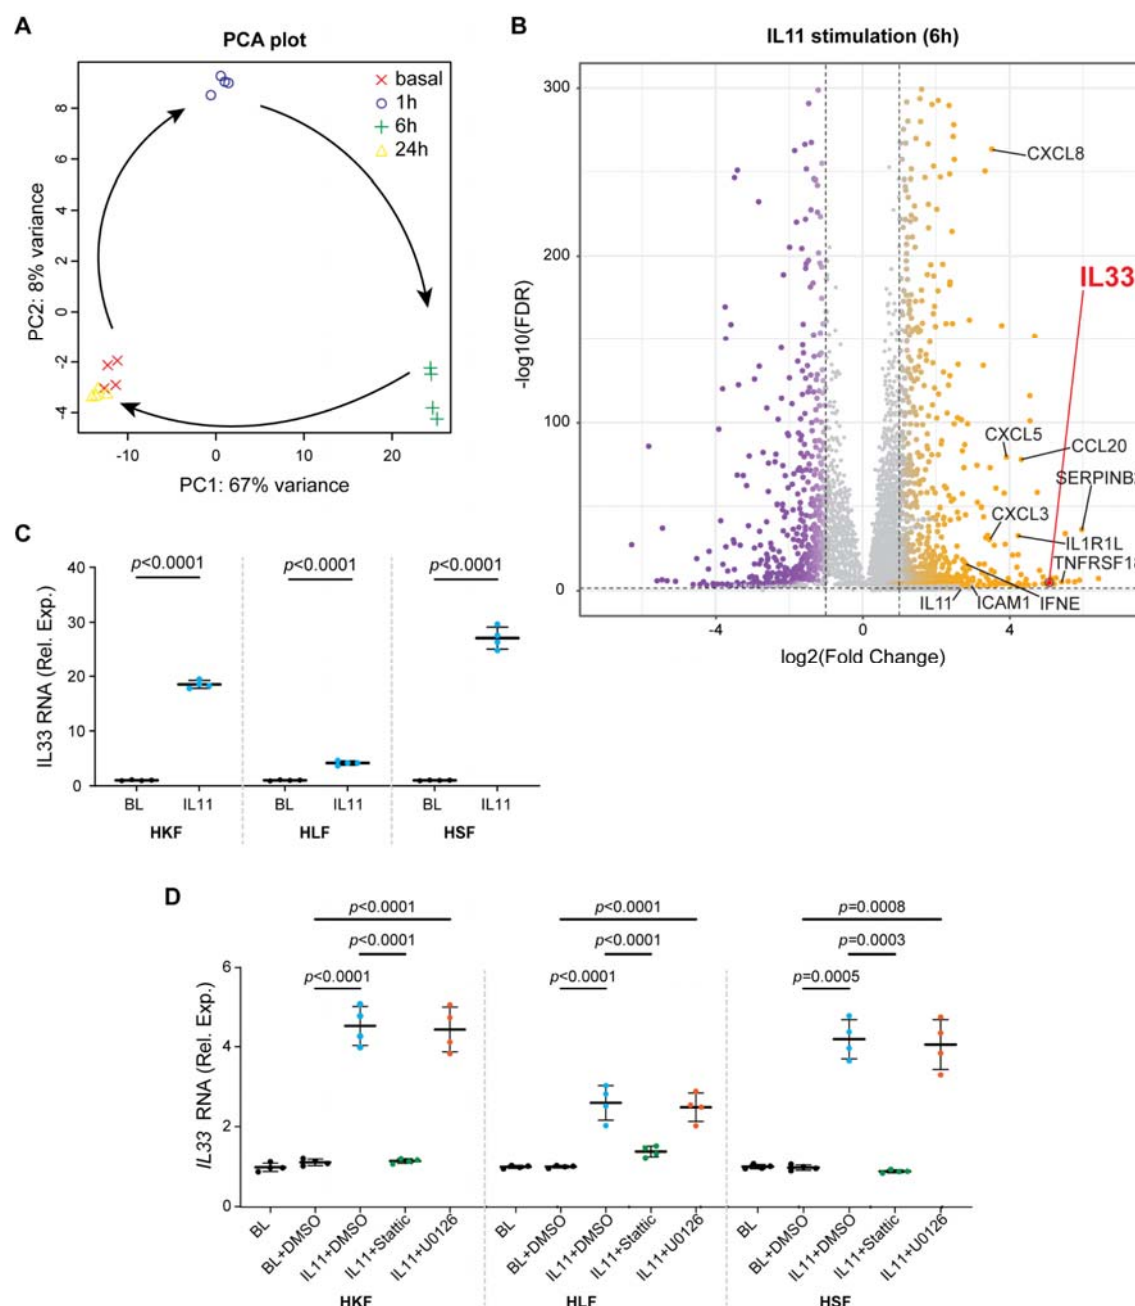 A
PCA plot
basal
1h
6h
24h
8
6
4
2
0
-2
-4
PC2: 8% variance
-10
0
10
20
PC1: 67% variance
B
IL11 stimulation (6h)
300
200
100
0
-log10(FDR)
CXCL8
IL33
CXCL5
CCL20
CXCL3
IL1R1L
IL11
ICAM1
IFNE
-4
0
4
log2(Fold Change)
C
p<0.0001
p<0.0001
p<0.0001
40
30
20
10
0
IL33 RNA (Rel. Exp.)
BL
IL11
BL
IL11
BL
IL11
HKF
HLF
HSF
D
p<0.0001
p<0.0001
p=0.0008
p<0.0001
p<0.0001
p=0.0003
p<0.0001
p<0.0001
p=0.0005
6
4
2
0
IL33 RNA (Rel. Exp.)
BL
BL+DMSO
IL11+DMSO
IL11+Stattic
IL11+U0126
BL
BL+DMSO
IL11+DMSO
IL11+Stattic
IL11+U0126
BL
BL+DMSO
IL11+DMSO
IL11+Stattic
IL11+U0126
HKF
HLF
HSF